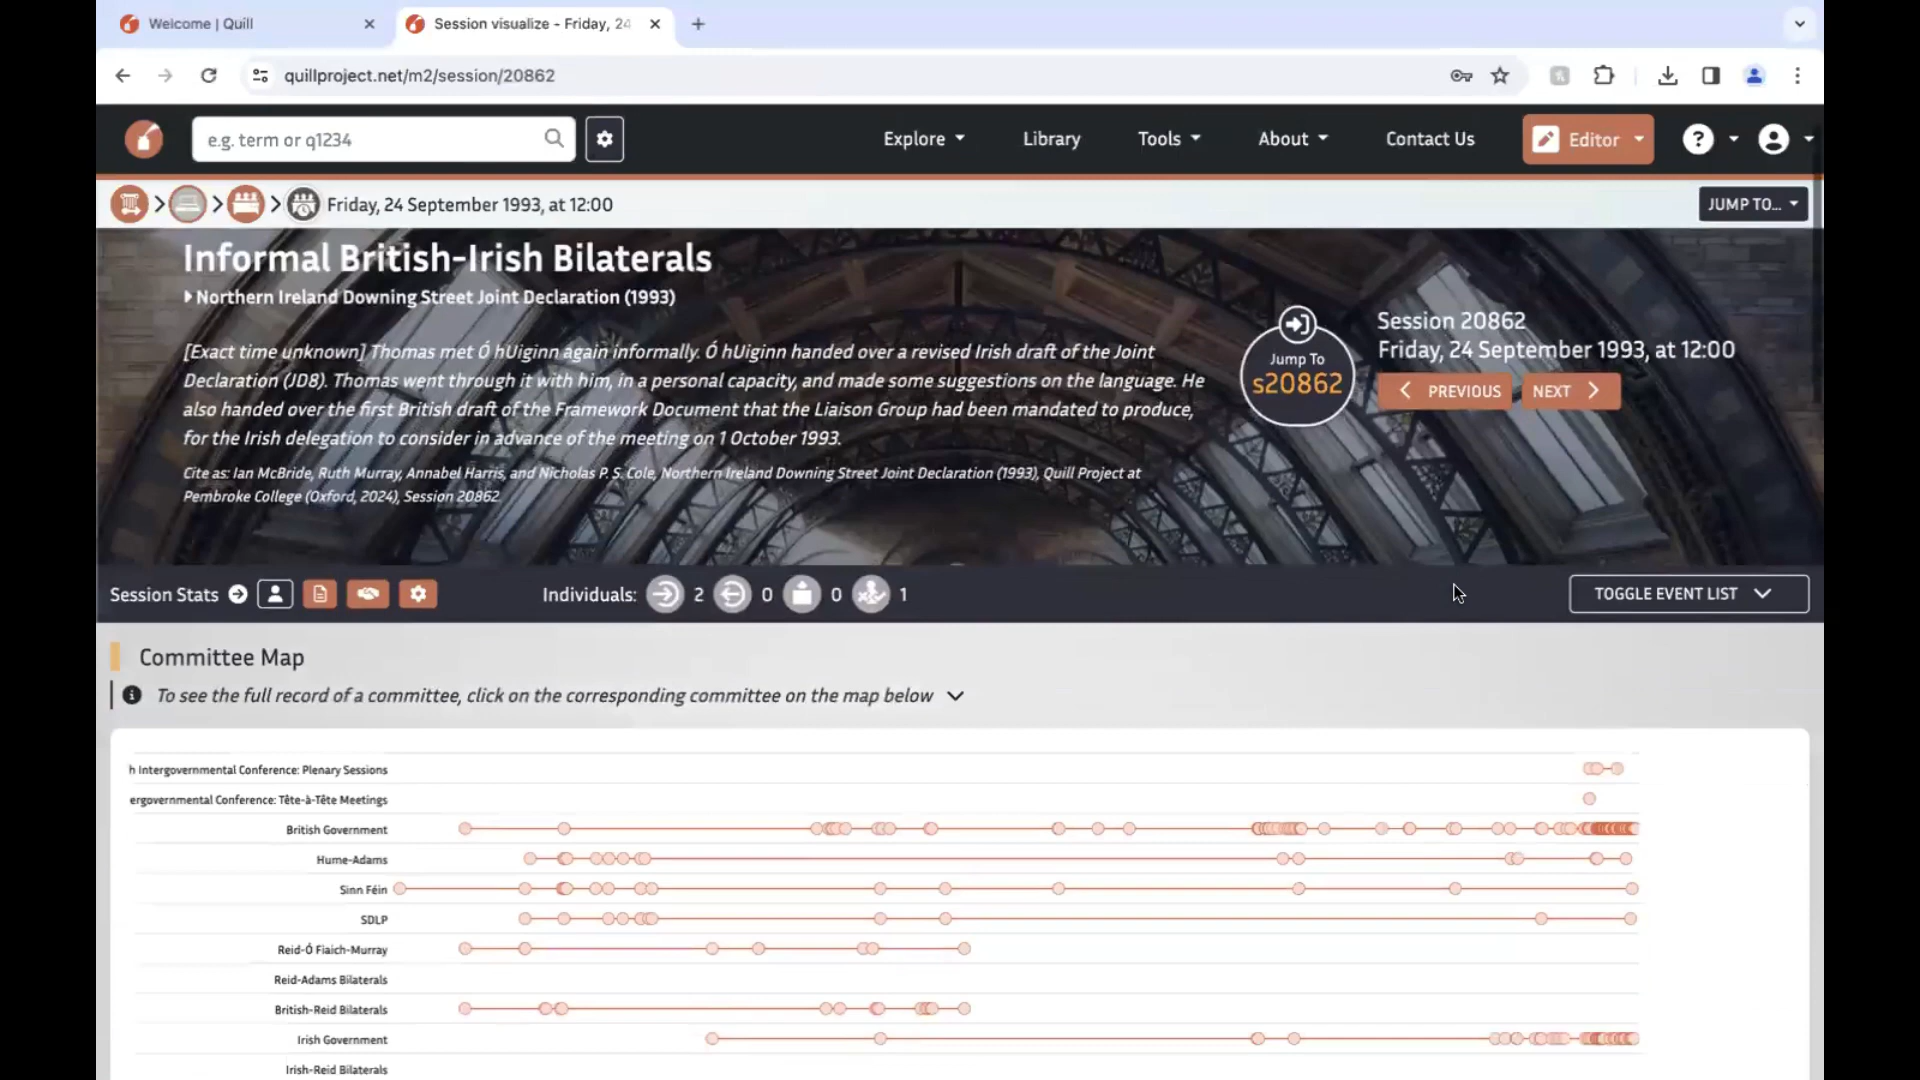 Welcome | Quill
Session visualize - Friday, 24
quillproject.net/m2/session/20862
e.g. term or q1234
Explore
Library
Tools
About
Contact Us
Editor
Friday, 24 September 1993, at 12:00
JUMP TO...
Informal British-Irish Bilaterals
Northern Ireland Downing Street Joint Declaration (1993)
[Exact time unknown] Thomas met Ó hUiginn again informally. Ó hUiginn handed over a revised Irish draft of the Joint
Declaration (JD8). Thomas went through it with him, in a personal capacity, and made some suggestions on the language. He
also handed over the first British draft of the Framework Document that the Liaison Group had been mandated to produce,
for the Irish delegation to consider in advance of the meeting on 1 October 1993.
Cite as: Ian McBride, Ruth Murray, Annabel Harris, and Nicholas P. S. Cole, Northern Ireland Downing Street Joint Declaration (1993), Quill Project at
Pembroke College (Oxford, 2024), Session 20862.
Jump To
s20862
Session 20862
Friday, 24 September 1993, at 12:00
PREVIOUS
NEXT
Session Stats
Individuals: 2 0 0 1
TOGGLE EVENT LIST
Committee Map
To see the full record of a committee, click on the corresponding committee on the map below
h Intergovernmental Conference: Plenary Sessions
ergovernmental Conference: Tête-à-Tête Meetings
British Government
Hume-Adams
Sinn Féin
SDLP
Reid-Ó Fiaich-Murray
Reid-Adams Bilaterals
British-Reid Bilaterals
Irish Government
Irish-Reid Bilaterals